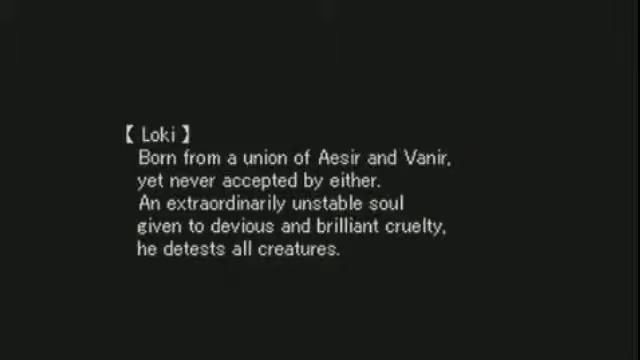 【 Loki 】
Born from a union of Aesir and Vanir,
yet never accepted by either.
An extraordinarily unstable soul
given to devious and brilliant cruelty,
he detests all creatures.